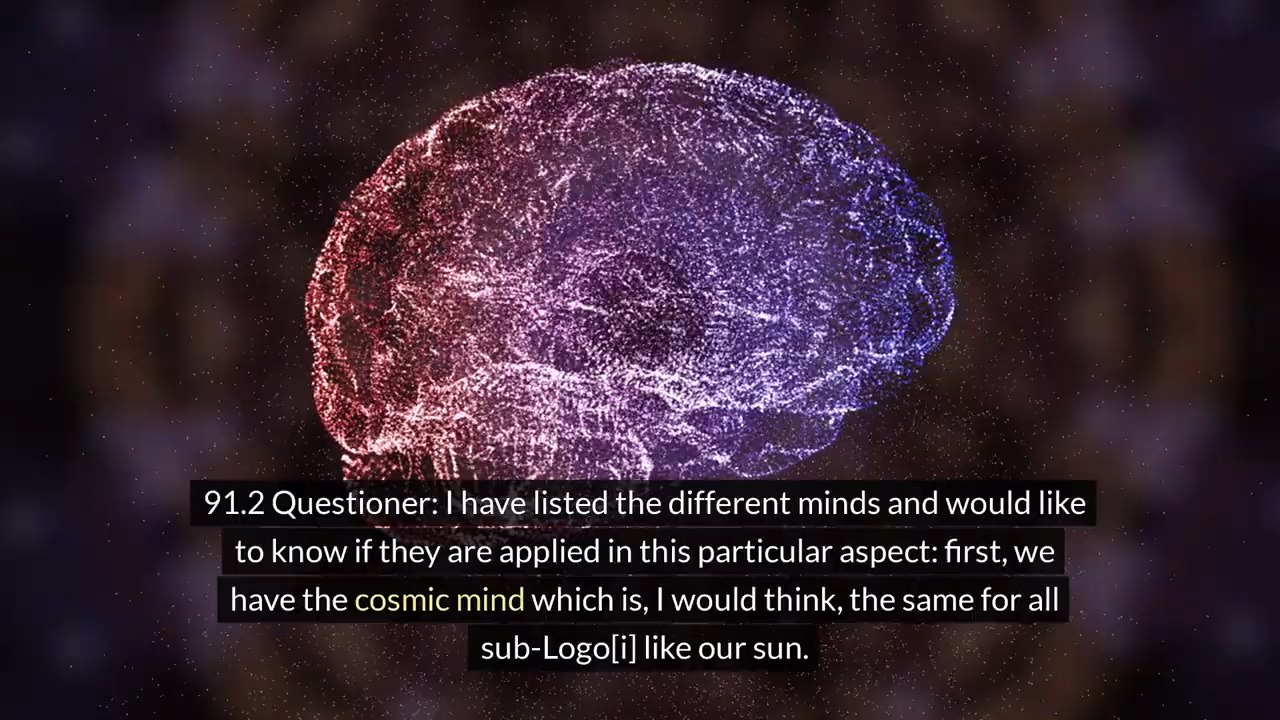 91.2 Questioner: I have listed the different minds and would like
to know if they are applied in this particular aspect: first, we
have the cosmic mind which is, I would think, the same for all
sub-Logo[i] like our sun.